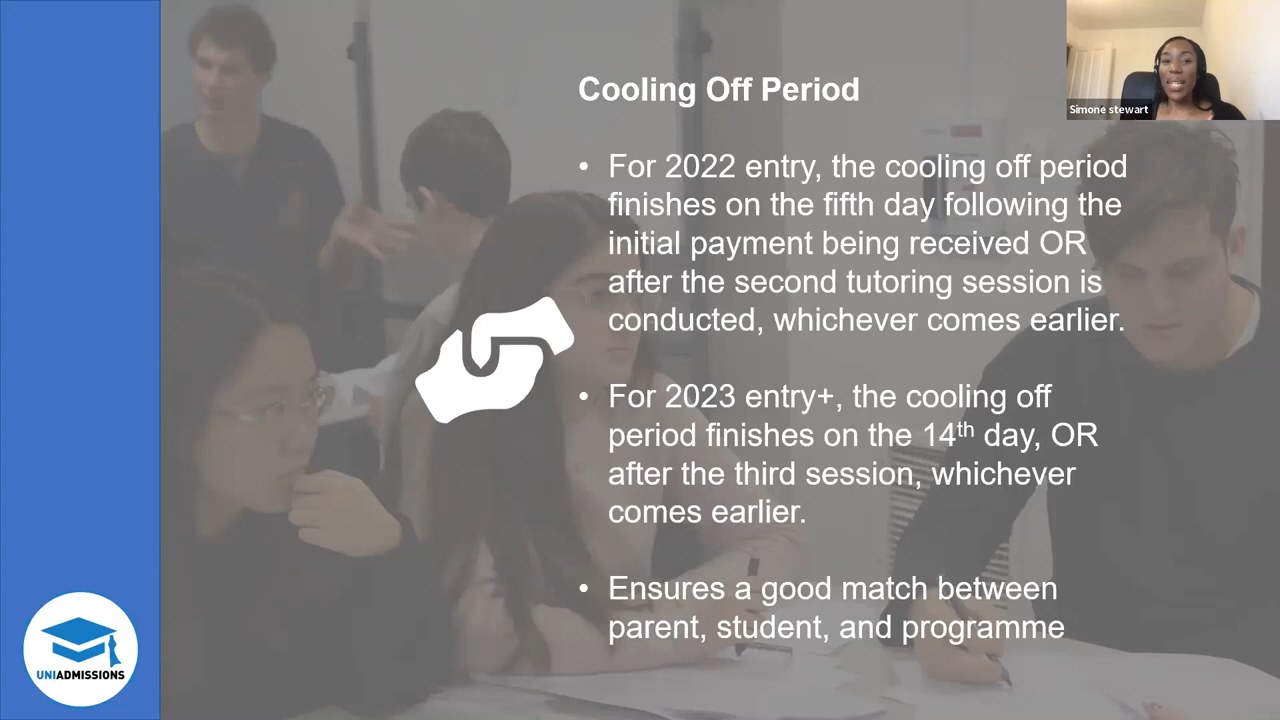 Cooling Off Period
Simone stewart
• For 2022 entry, the cooling off period
finishes on the fifth day following the
initial payment being received OR
after the second tutoring session is
conducted, whichever comes earlier.
• For 2023 entry+, the cooling off
period finishes on the 14th day, OR
after the third session, whichever
comes earlier.
• Ensures a good match between
parent, student, and programme
UNIADMISSIONS